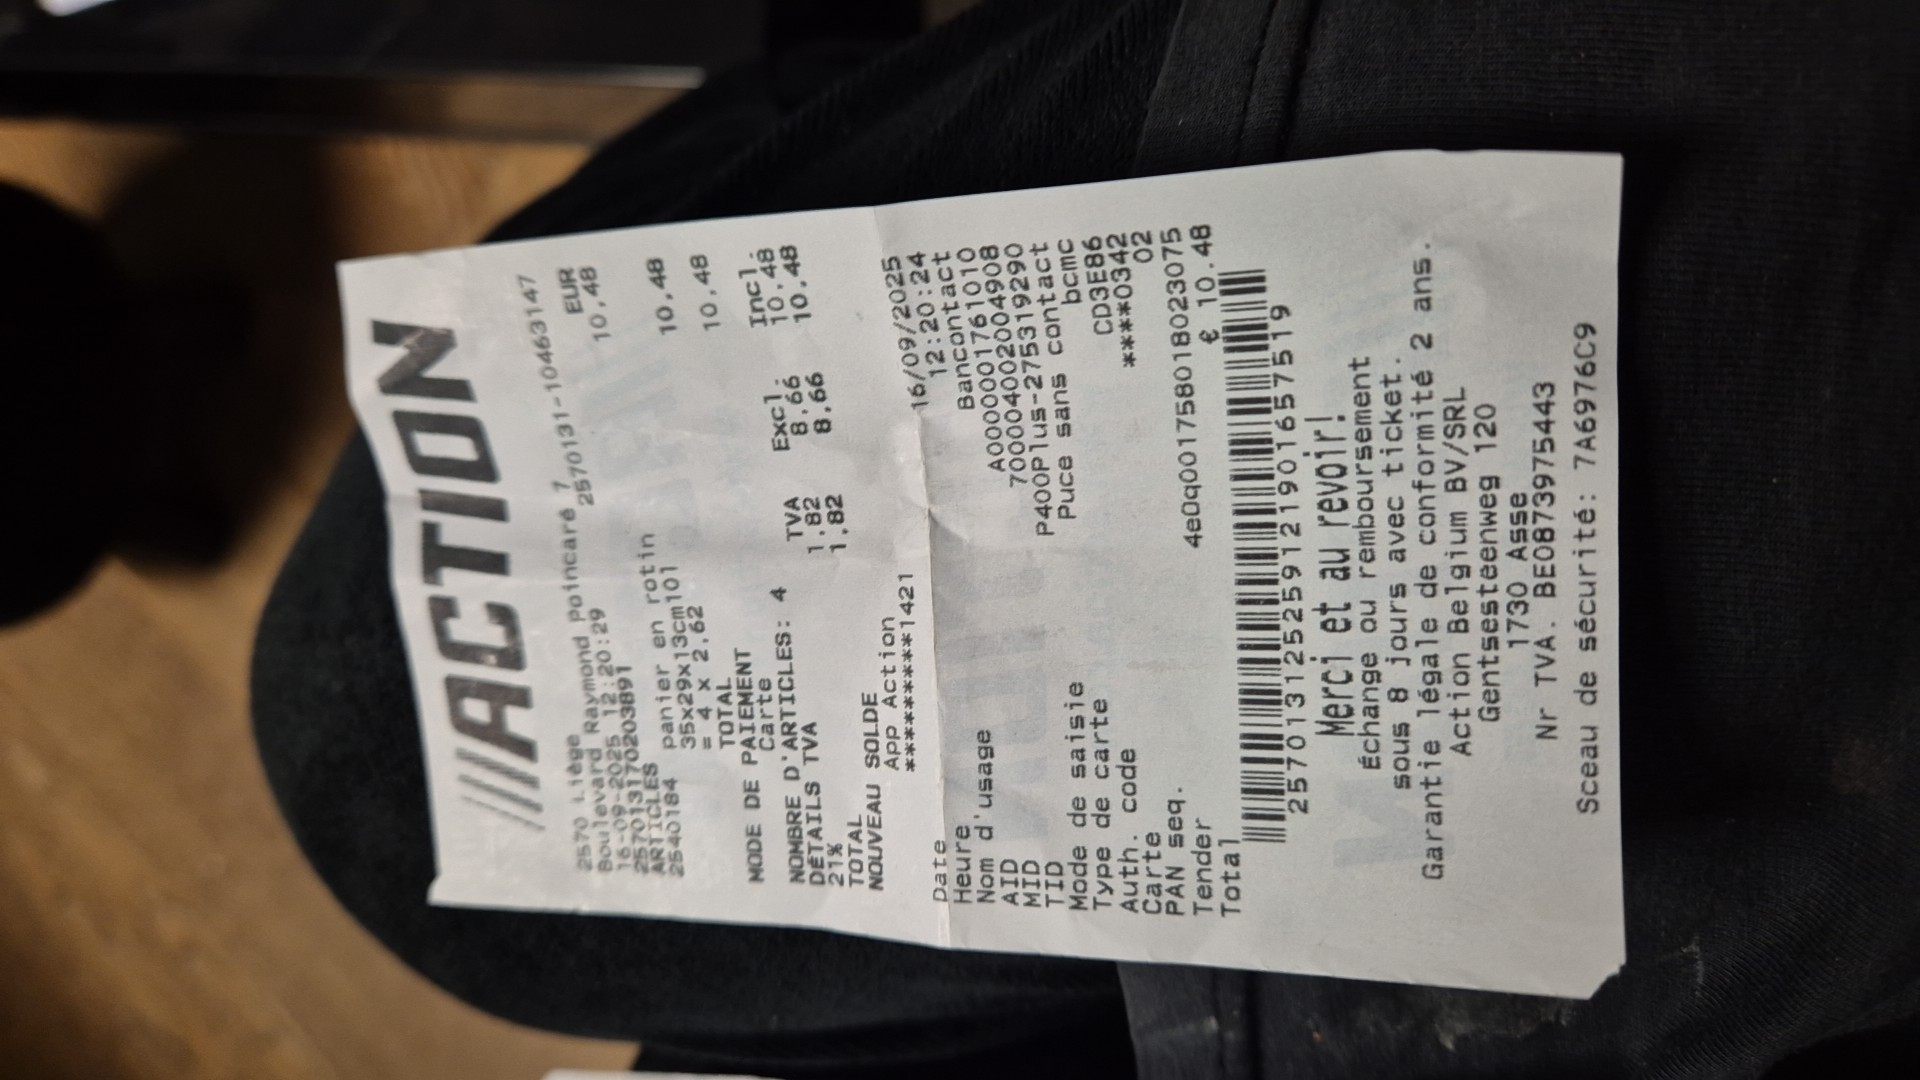 ACTION
2570 Liège
Boulevard Raymond Poincaré 7
16-09-2025 12:20:29 2570131-10463147
2570131702038​91
ARTICLES EUR
2540184 panier en rotin 10,48
35x29x13cm101
= 4 x 2.62
TOTAL 10,48
MODE DE PAIEMENT
Carte 10,48
NOMBRE D'ARTICLES: 4
DÉTAILS TVA TVA Excl. Incl.
21% 1.82 8.66 10.48
TOTAL 1.82 8.66 10.48
NOUVEAU SOLDE
App Action
*********1421
Date 16/09/2025
Heure 12:20:24
Nom d'usage Bancontact
AID A0000001761010
MID 700004002004908
TID P400Plus-275319290
Mode de saisie Puce sans contact
Type de carte bcmc
Auth. code CD3E86
Carte ****0342
PAN seq. 02
Tender 4e0q001758018023075
Total € 10.48
2570131252591219016575​19
Merci et au revoir!
Échange ou remboursement
sous 8 jours avec ticket.
Garantie légale de conformité 2 ans.
Action Belgium BV/SRL
Gentsesteenweg 120
1730 Asse
Nr TVA. BE0873975443
Sceau de sécurité: 7A6976C9